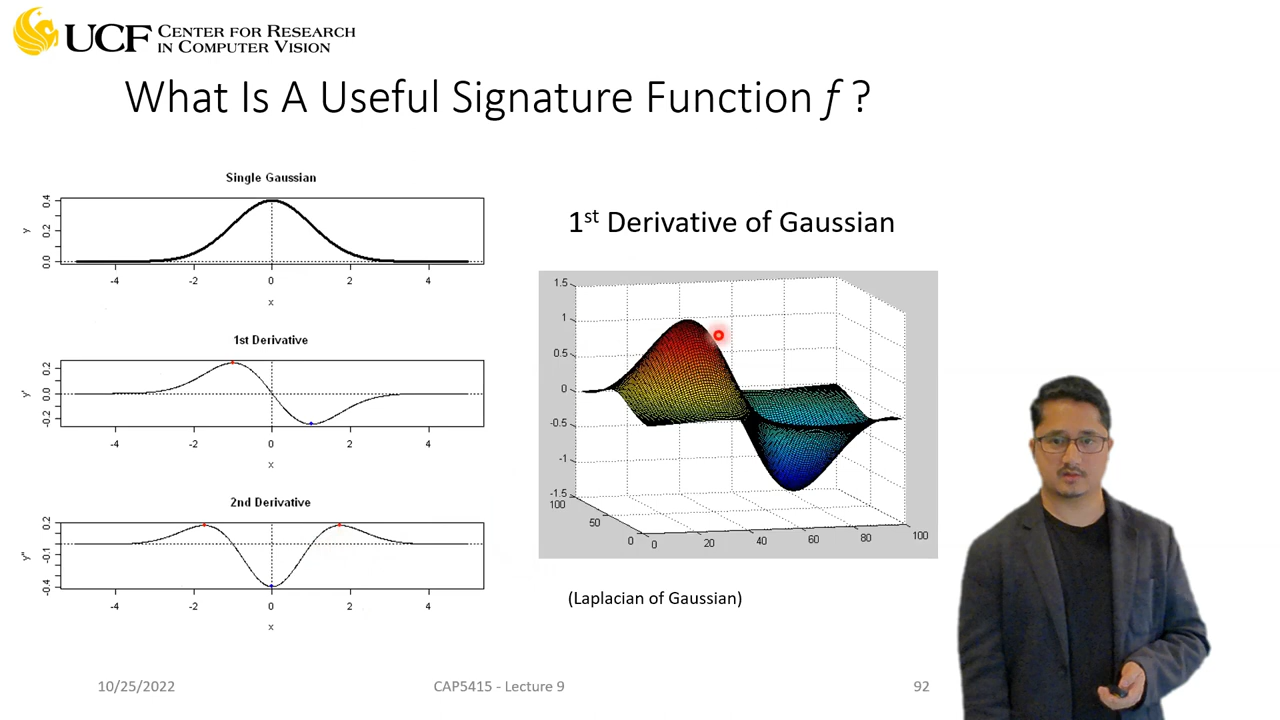 UCF CENTER FOR RESEARCH
IN COMPUTER VISION
What Is A Useful Signature Function f ?
Single Gaussian
y
0.4
0.2
0.0
-4 -2 0 2 4
x
1st Derivative
y'
0.2
0.0
-0.2
-4 -2 0 2 4
x
2nd Derivative
y''
0.2
-0.1
-0.4
-4 -2 0 2 4
x
1st Derivative of Gaussian
1.5
1
0.5
0
-0.5
-1
-1.5
100
50
0
0 20 40 60 80 100
(Laplacian of Gaussian)
10/25/2022
CAP5415 - Lecture 9
92